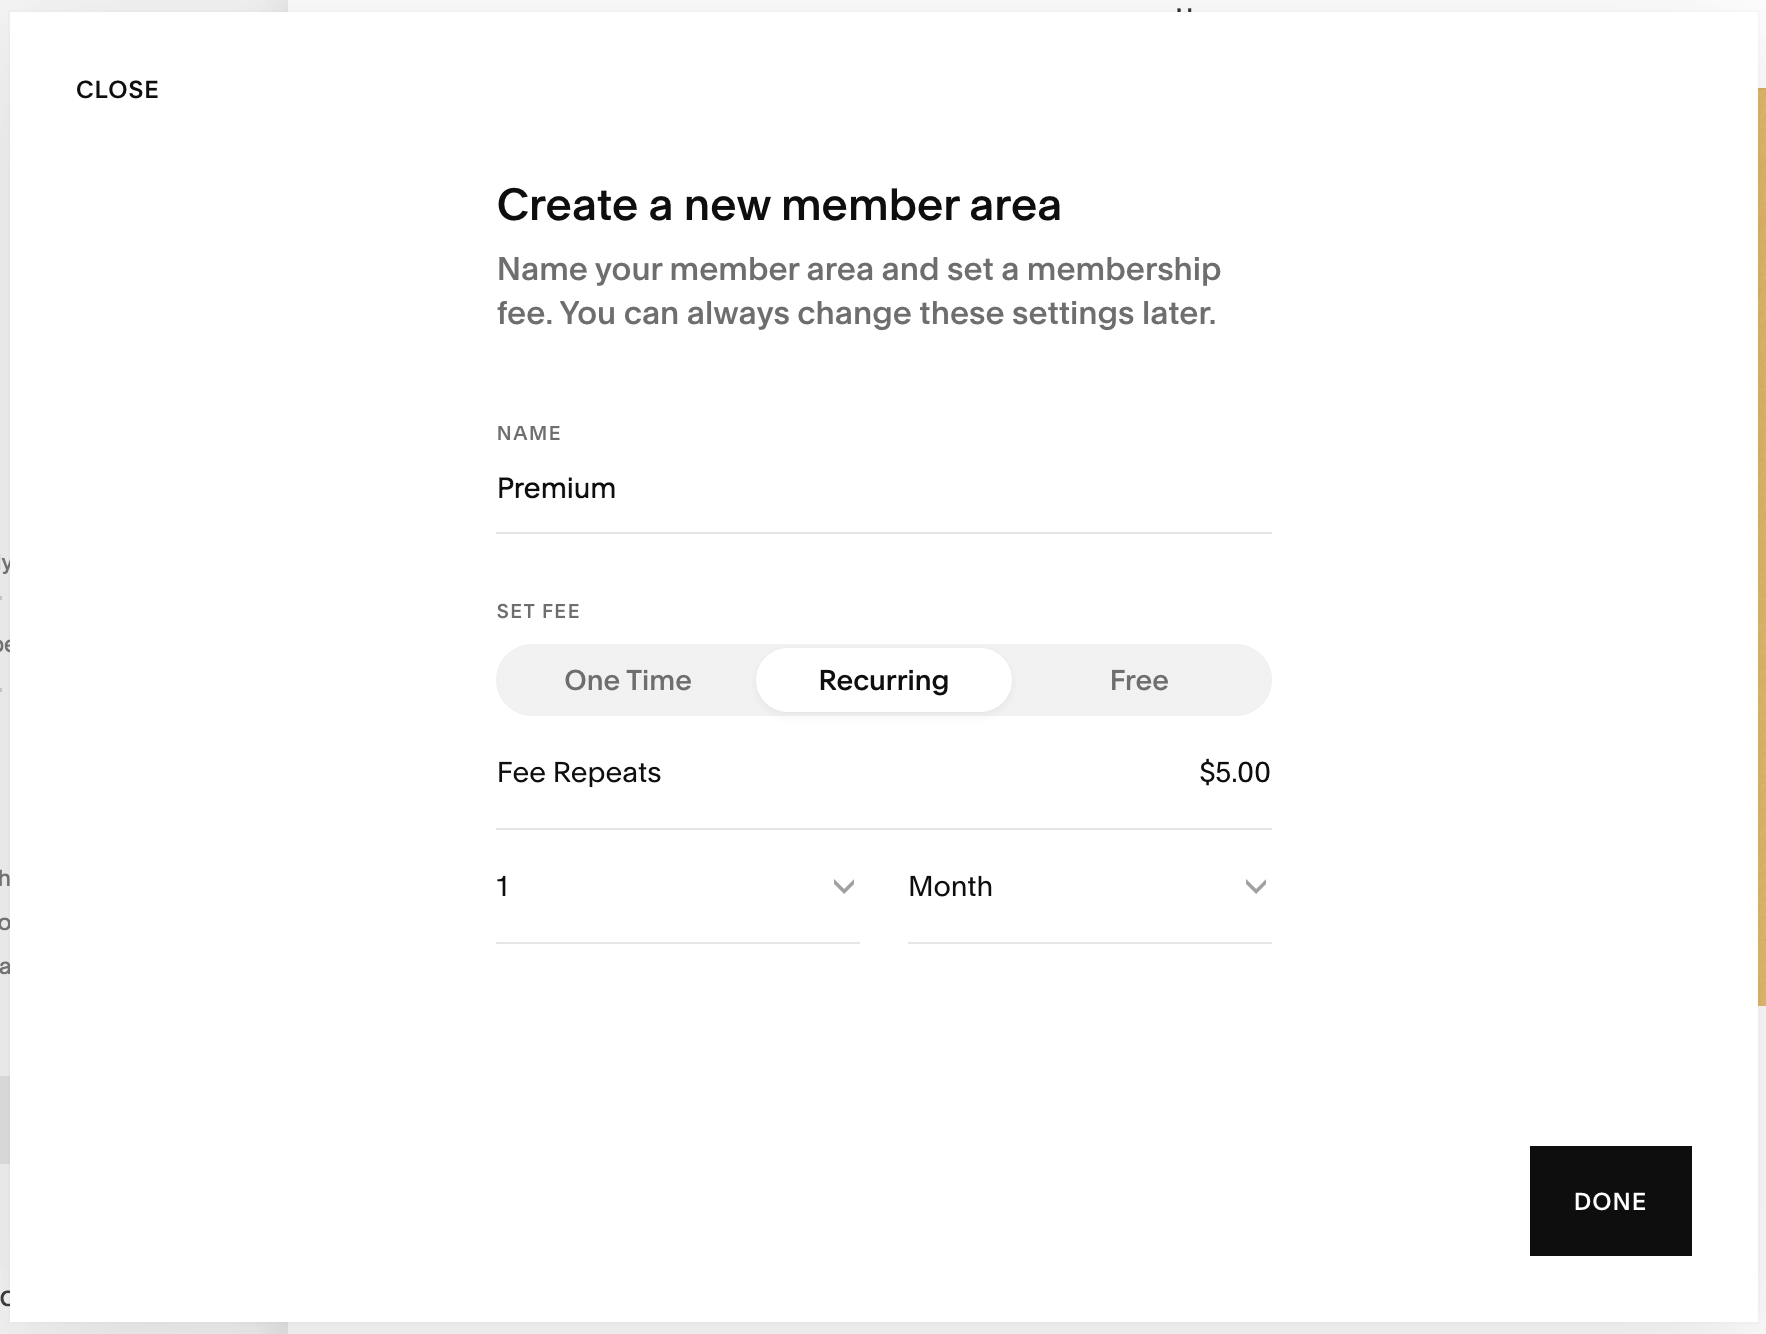 CLOSE
Create a new member area
Name your member area and set a membership
fee. You can always change these settings later.
NAME
Premium
SET FEE
One Time Recurring Free
Fee Repeats $5.00
1 Month
DONE